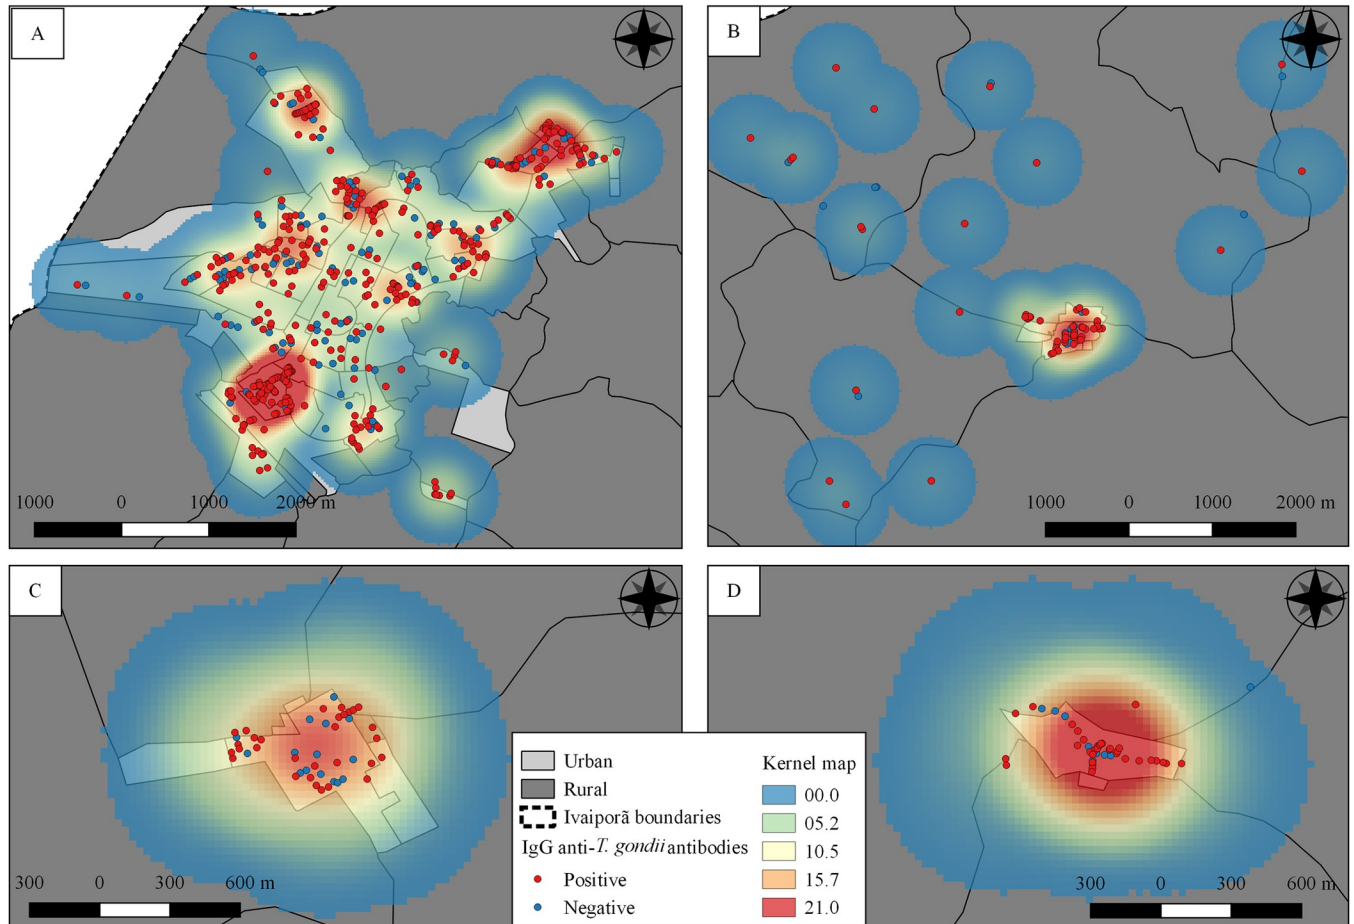 A
1000 0 1000 2000 m
B
1000 0 1000 2000 m
C
300 0 300 600 m
D
300 0 300 600 m
Urban
Rural
Ivaiporã boundaries
IgG anti-T. gondii antibodies
Positive
Negative
Kernel map
00.0
05.2
10.5
15.7
21.0